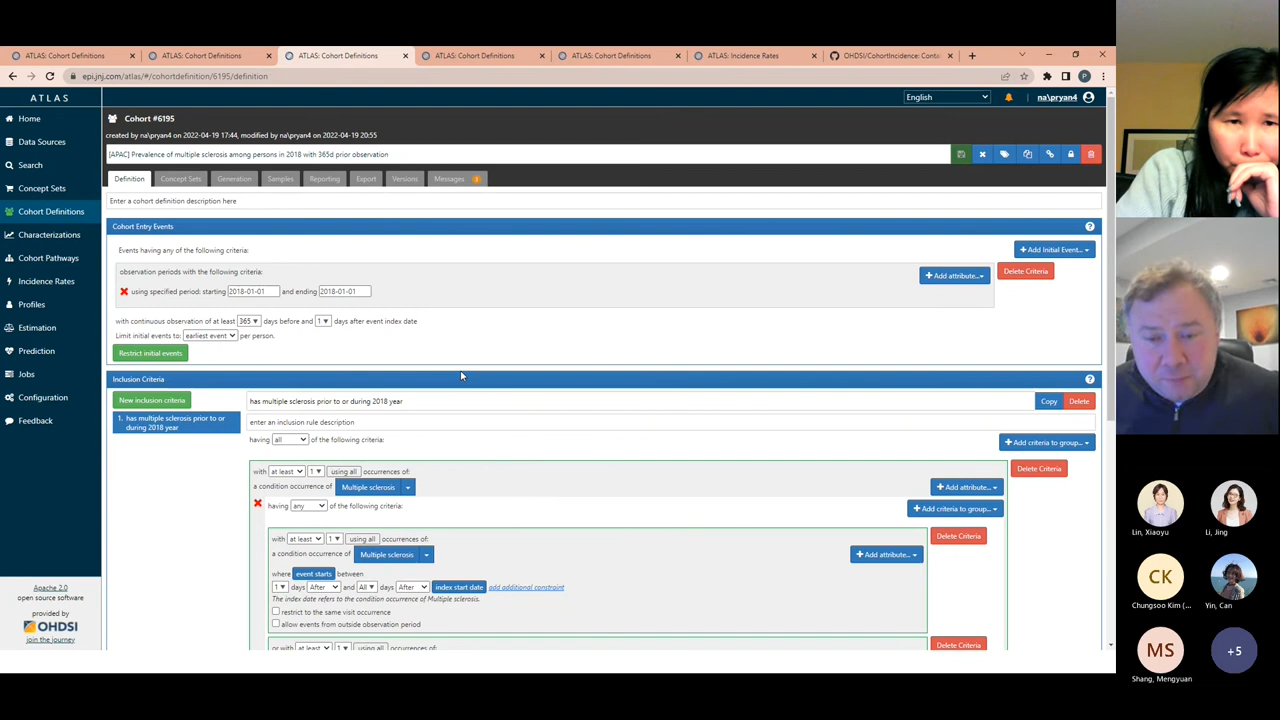 ATLAS: Cohort Definitions
ATLAS: Cohort Definitions
ATLAS: Cohort Definitions
ATLAS: Cohort Definitions
ATLAS: Cohort Definitions
ATLAS: Incidence Rates
OHDSI/CohortIncidence: Conta
epi.jnj.com/atlas/#/cohortdefinition/6195/definition
P
ATLAS
English
na\pryan4
Home
Data Sources
Search
Concept Sets
Cohort Definitions
Characterizations
Cohort Pathways
Incidence Rates
Profiles
Estimation
Prediction
Jobs
Configuration
Feedback
Apache 2.0
open source software
provided by
OHDSI
join the journey
Cohort #6195
created by na\pryan4 on 2022-04-19 17:44, modified by na\pryan4 on 2022-04-19 20:55
[APAC] Prevalence of multiple sclerosis among persons in 2018 with 365d prior observation
Definition Concept Sets Generation Samples Reporting Export Versions Messages
Enter a cohort definition description here
Cohort Entry Events
Events having any of the following criteria:
+ Add Initial Event...
observation periods with the following criteria:
+ Add attribute...
Delete Criteria
using specified period: starting 2018-01-01 and ending 2018-01-01
with continuous observation of at least 365 days before and 1 days after event index date
Limit initial events to: earliest event per person.
Restrict initial events
Inclusion Criteria
New inclusion criteria
1. has multiple sclerosis prior to or
during 2018 year
has multiple sclerosis prior to or during 2018 year
Copy
Delete
enter an inclusion rule description
having all of the following criteria:
+ Add criteria to group...
with at least 1 using all occurrences of:
Delete Criteria
a condition occurrence of Multiple sclerosis
+ Add attribute...
having any of the following criteria:
+ Add criteria to group...
with at least 1 using all occurrences of:
Delete Criteria
a condition occurrence of Multiple sclerosis
+ Add attribute...
where event starts between
1 days After and All days After index start date add additional constraint
The index date refers to the condition occurrence of Multiple sclerosis.
restrict to the same visit occurrence
allow events from outside observation period
or with at least 1 using all occurrences of:
Delete Criteria
Lin, Xiaoyu
Li, Jing
CK
Chungsoo Kim (...
Yin, Can
MS
Shang, Mengyuan
+5